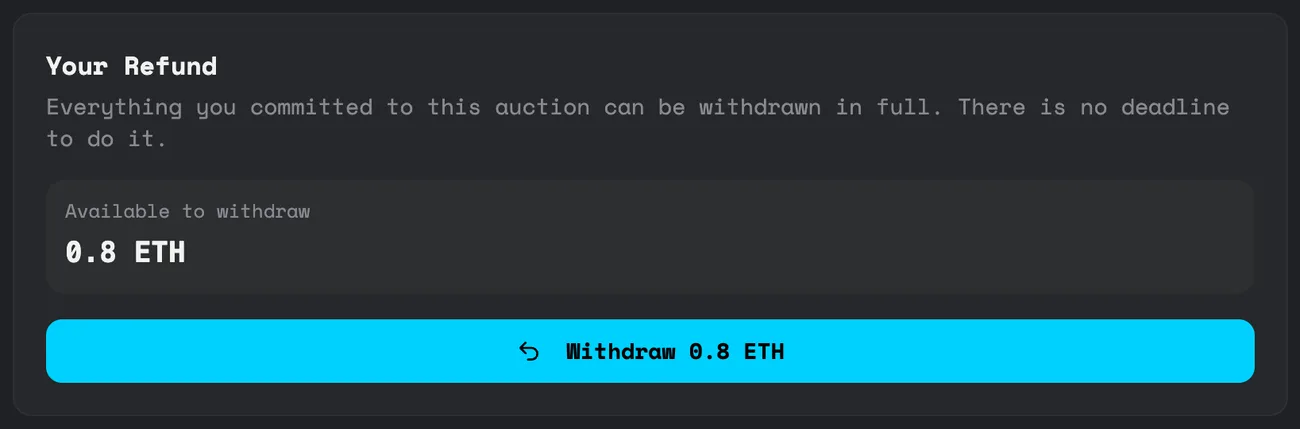 Your Refund
Everything you committed to this auction can be withdrawn in full. There is no deadline
to do it.
Available to withdraw
0.8 ETH
Withdraw 0.8 ETH